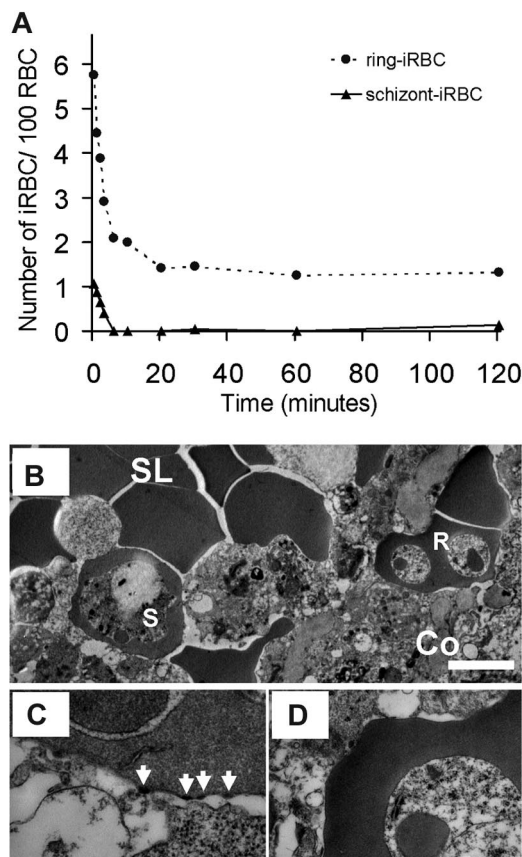 A
Number of iRBC/ 100 RBC
6
5
4
3
2
1
0
ring-iRBC
schizont-iRBC
0 20 40 60 80 100 120
Time (minutes)
B
SL
S
R
Co
C
D